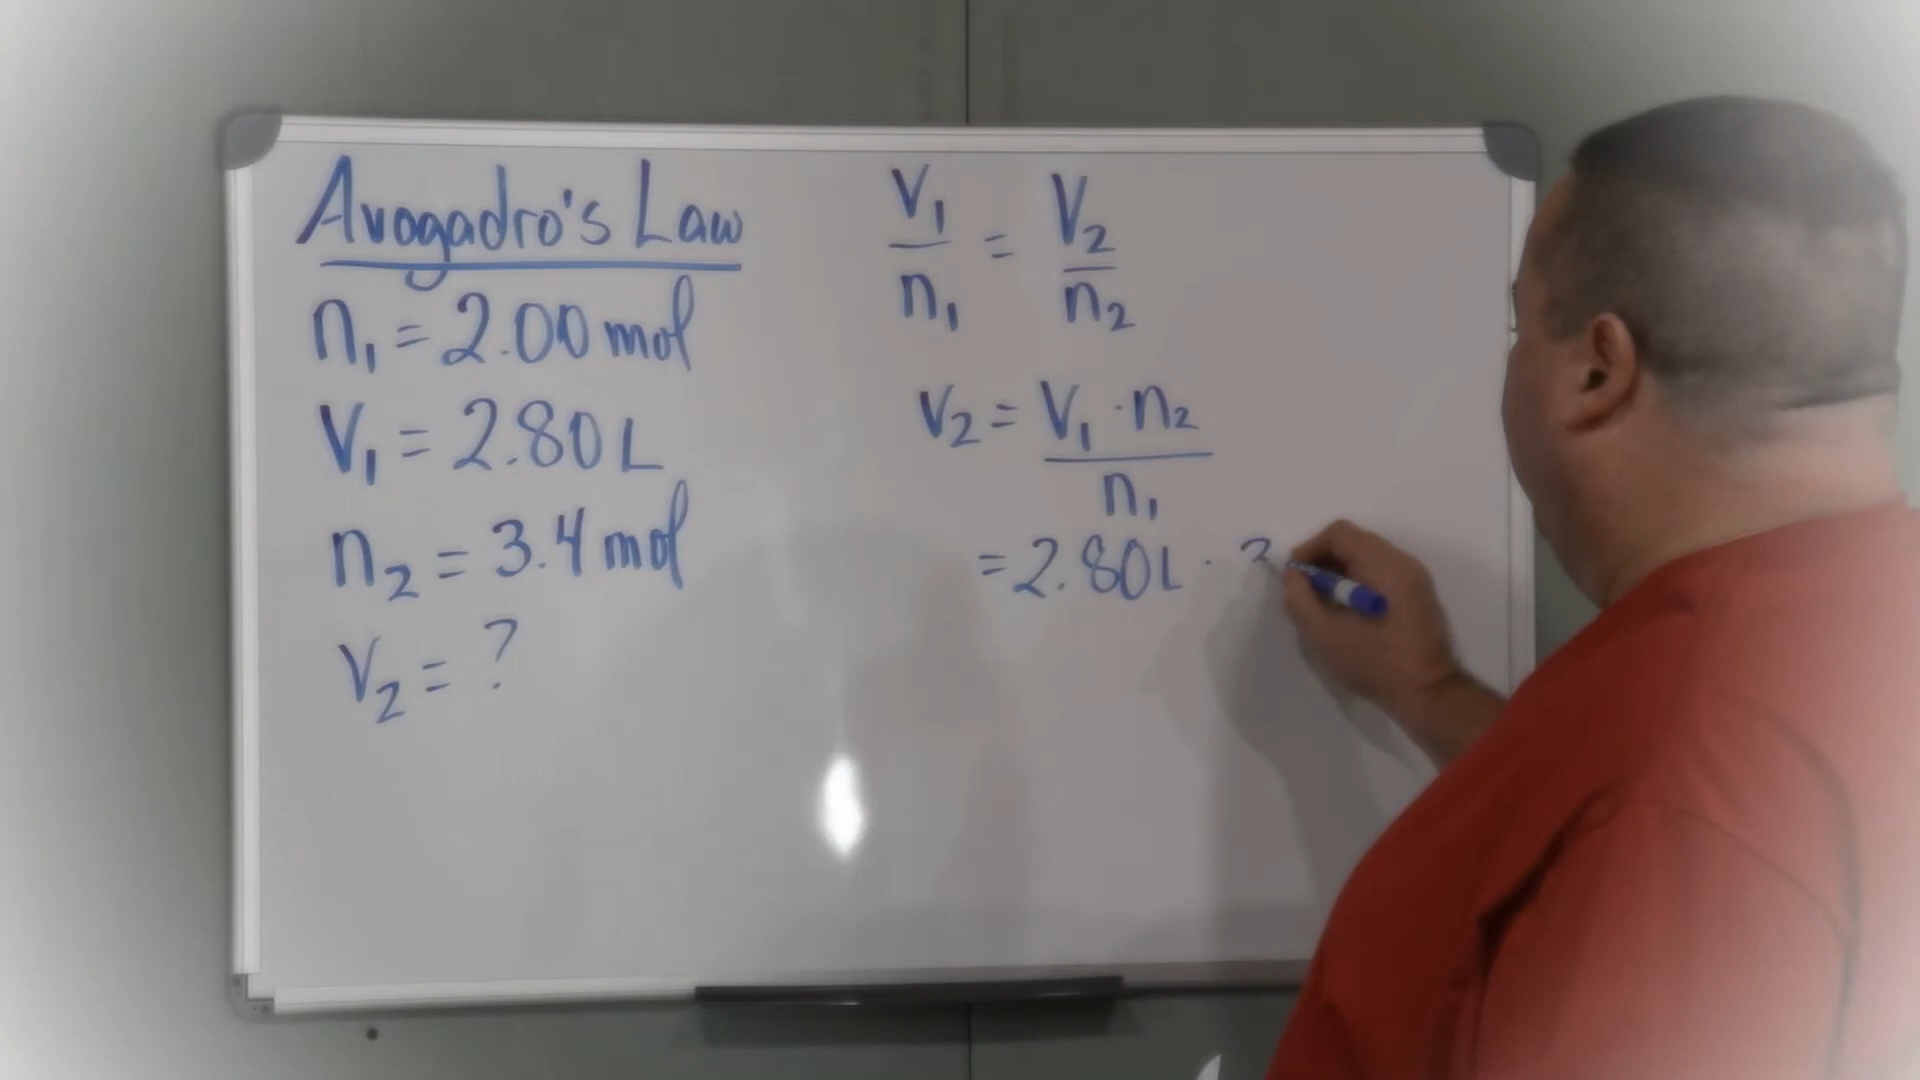 Avogadro's Law
n₁ = 2.00 mol
V₁ = 2.80 L
n₂ = 3.4 mol
V₂ = ?
V₁/n₁ = V₂/n₂
V₂ = V₁ · n₂
n₁
= 2.80 L · 3